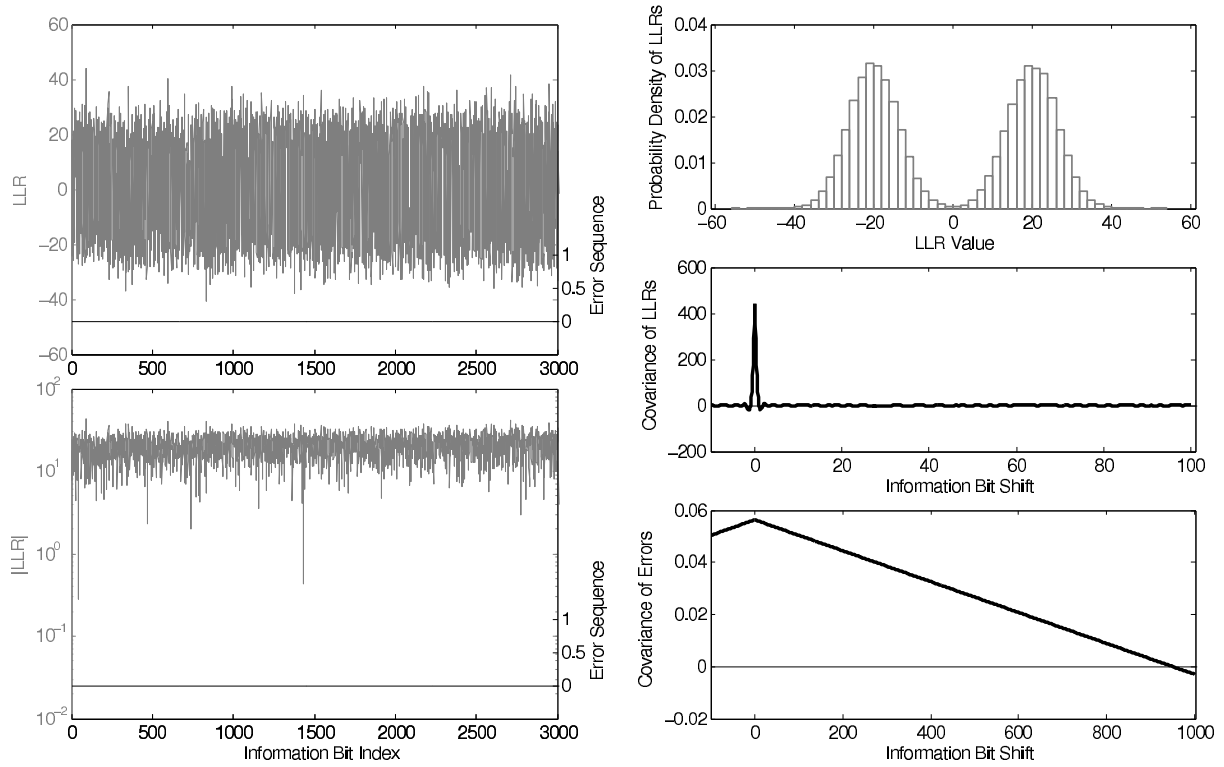 60
40
20
0
−20
−40
−60
LLR
1
0.5
0
Error Sequence
0 500 1000 1500 2000 2500 3000
10^2
10^1
10^0
10^−1
10^−2
|LLR|
1
0.5
0
Error Sequence
0 500 1000 1500 2000 2500 3000
Information Bit Index
0.04
0.03
0.02
0.01
0
Probability Density of LLRs
−60 −40 −20 0 20 40 60
LLR Value
600
400
200
0
−200
Covariance of LLRs
0 20 40 60 80 100
Information Bit Shift
0.06
0.04
0.02
0
−0.02
Covariance of Errors
0 200 400 600 800 1000
Information Bit Shift